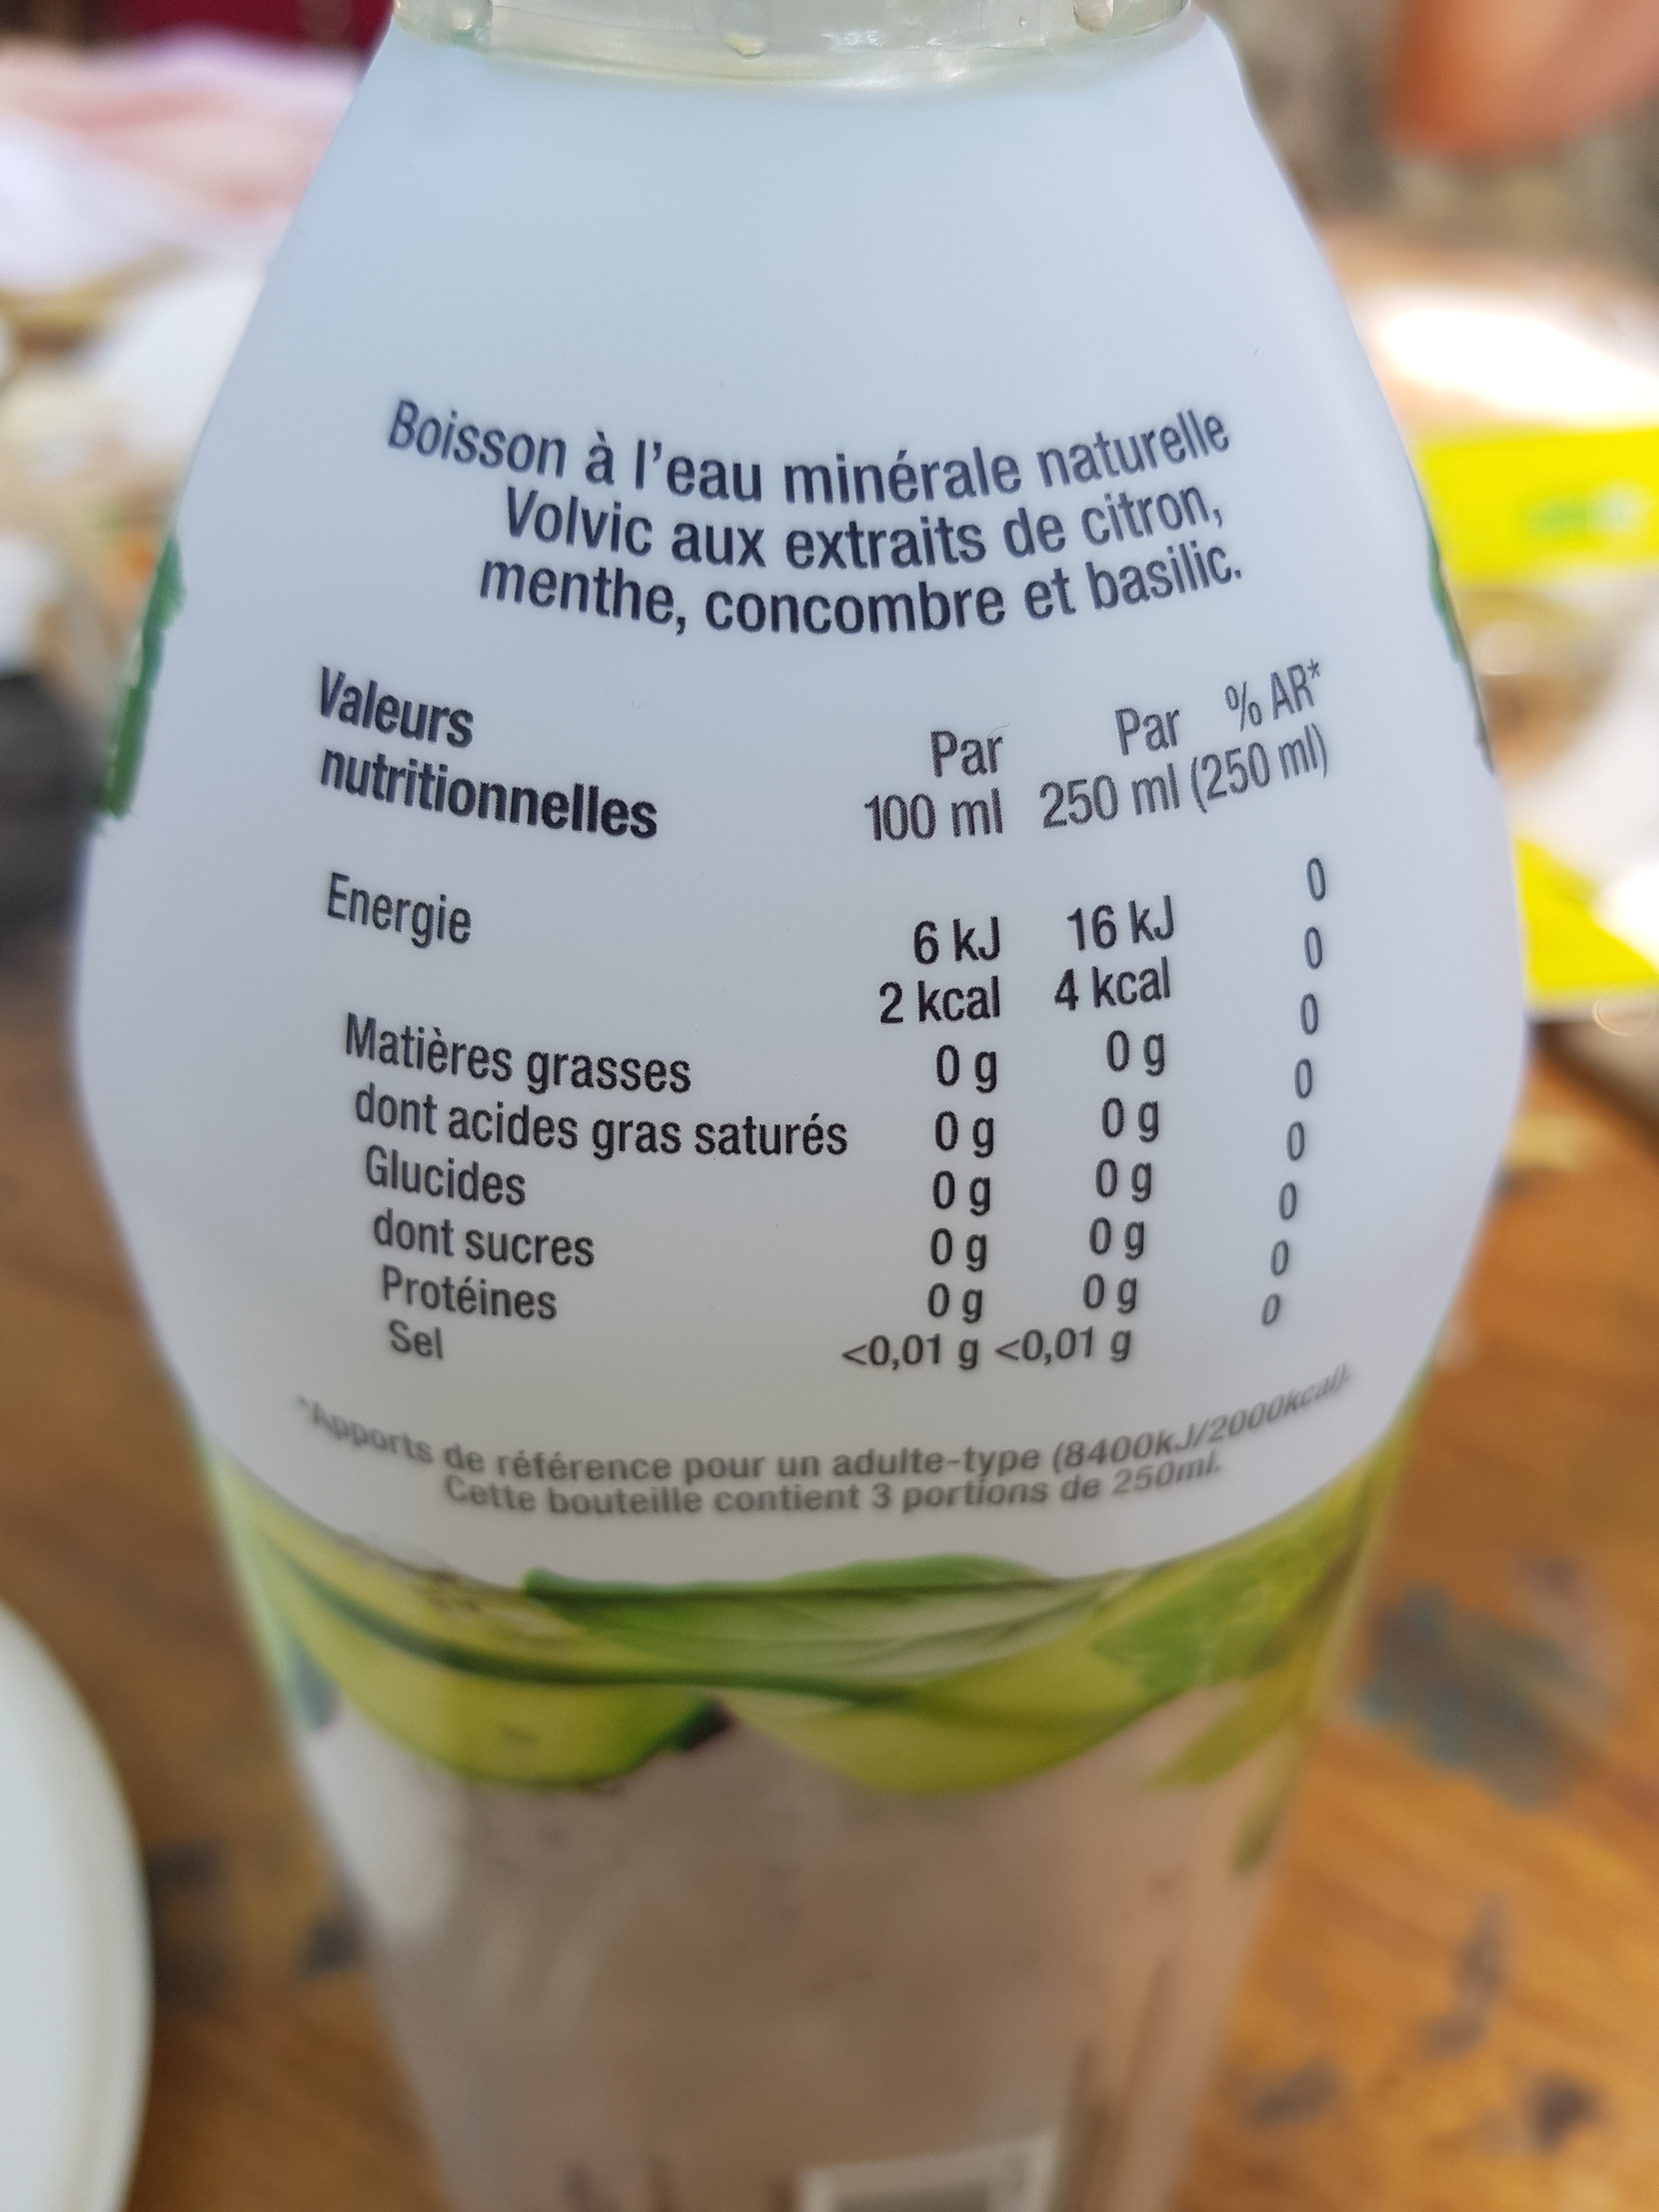 Boisson à l'eau minérale naturelle
Volvic aux extraits de citron,
menthe, concombre et basilic.
Valeurs nutritionnelles Par 100 ml Par 250 ml % AR* (250 ml)
Energie 6 kJ 16 kJ 0
2 kcal 4 kcal 0
Matières grasses 0 g 0 g 0
dont acides gras saturés 0 g 0 g 0
Glucides 0 g 0 g 0
dont sucres 0 g 0 g 0
Protéines 0 g 0 g 0
Sel <0,01 g <0,01 g 0
*Apports de référence pour un adulte-type (8400kJ/2000kcal).
Cette bouteille contient 3 portions de 250ml.